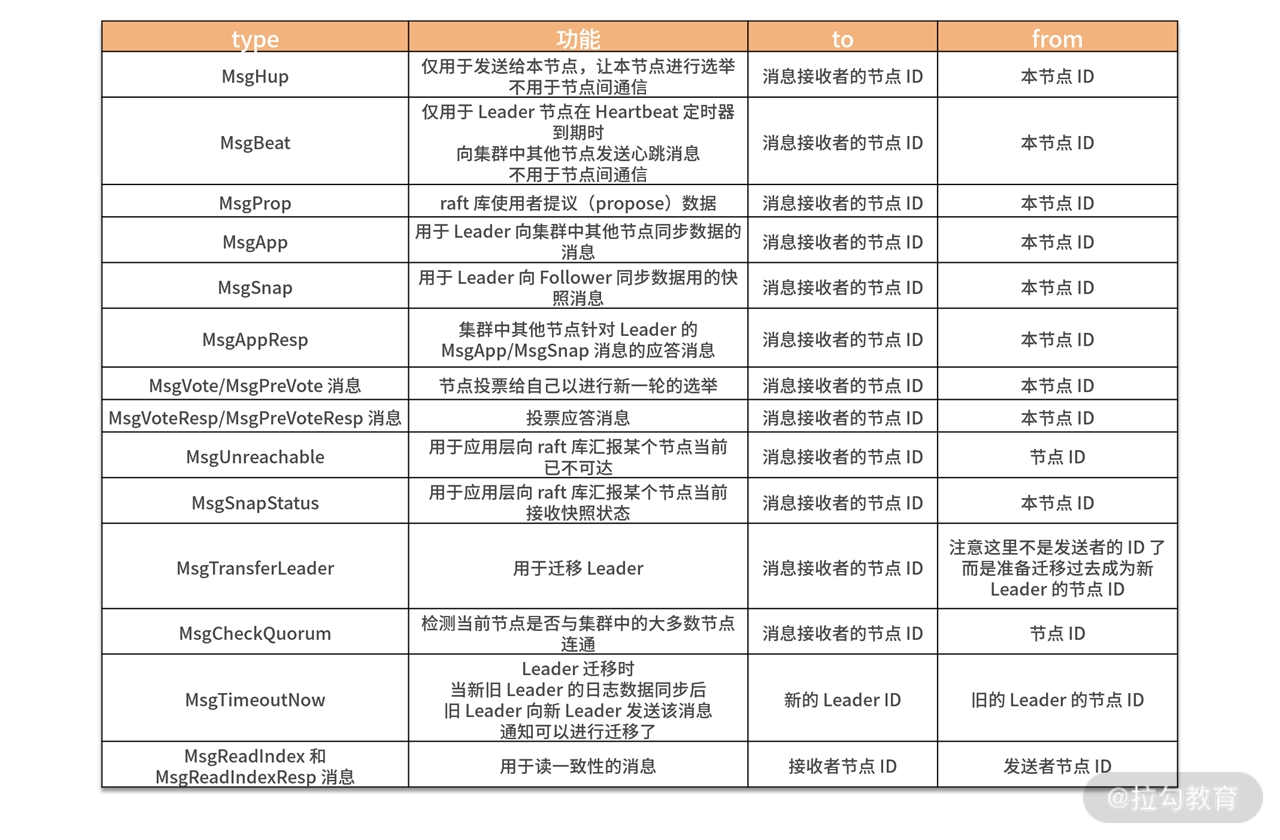 type 功能 to from
MsgHup 仅用于发送给本节点，让本节点进行选举
不用于节点间通信 消息接收者的节点 ID 本节点 ID
MsgBeat 仅用于 Leader 节点在 Heartbeat 定时器
到期时
向集群中其他节点发送心跳消息
不用于节点间通信 消息接收者的节点 ID 本节点 ID
MsgProp raft 库使用者提议（propose）数据 消息接收者的节点 ID 本节点 ID
MsgApp 用于 Leader 向集群中其他节点同步数据的
消息 消息接收者的节点 ID 本节点 ID
MsgSnap 用于 Leader 向 Follower 同步数据用的快
照消息 消息接收者的节点 ID 本节点 ID
MsgAppResp 集群中其他节点针对 Leader 的
MsgApp/MsgSnap 消息的应答消息 消息接收者的节点 ID 本节点 ID
MsgVote/MsgPreVote 消息 节点投票给自己以进行新一轮的选举 消息接收者的节点 ID 本节点 ID
MsgVoteResp/MsgPreVoteResp 消息 投票应答消息 消息接收者的节点 ID 本节点 ID
MsgUnreachable 用于应用层向 raft 库汇报某个节点当前
已不可达 消息接收者的节点 ID 节点 ID
MsgSnapStatus 用于应用层向 raft 库汇报某个节点当前
接收快照状态 消息接收者的节点 ID 本节点 ID
MsgTransferLeader 用于迁移 Leader 消息接收者的节点 ID 注意这里不是发送者的 ID 了
而是准备迁移过去成为新
Leader 的节点 ID
MsgCheckQuorum 检测当前节点是否与集群中的大多数节点
连通 消息接收者的节点 ID 节点 ID
MsgTimeoutNow Leader 迁移时
当新旧 Leader 的日志数据同步后
旧 Leader 向新 Leader 发送该消息
通知可以进行迁移了 新的 Leader ID 旧的 Leader 的节点 ID
MsgReadIndex 和
MsgReadIndexResp 消息 用于读一致性的消息 接收者节点 ID 发送者节点 ID
@拉勾教育